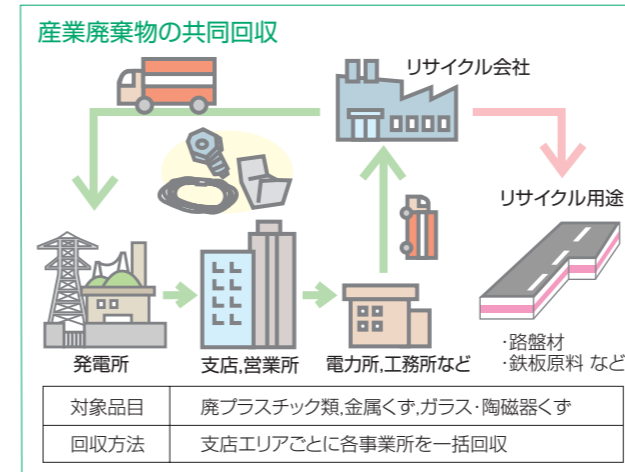 産業廃棄物の共同回収
リサイクル会社
リサイクル用途
発電所
支店,営業所
電力所,工務所など
・路盤材
・鉄板原料 など
対象品目 廃プラスチック類,金属くず,ガラス・陶磁器くず
回収方法 支店エリアごとに各事業所を一括回収